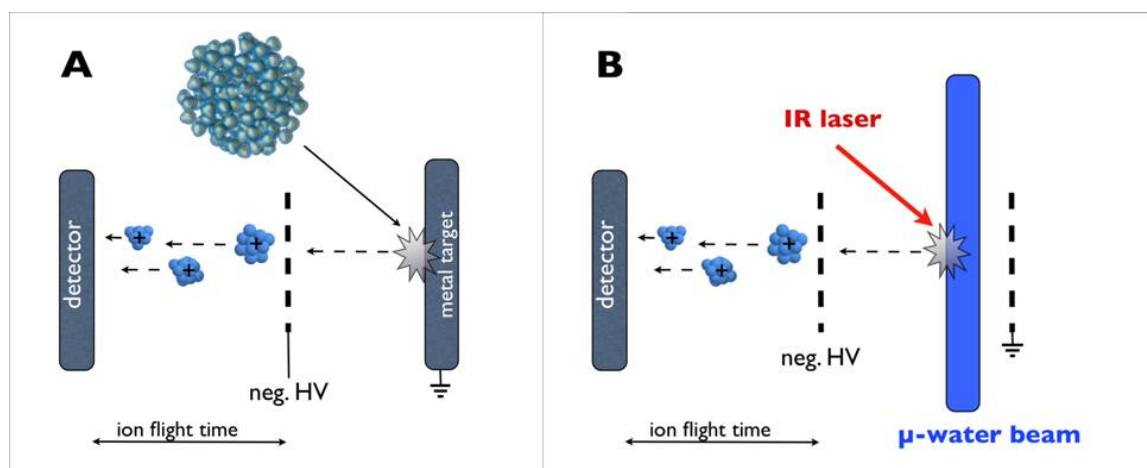 A
detector
+
+
+
metal target
neg. HV
ion flight time
B
IR laser
detector
+
+
+
neg. HV
ion flight time
μ-water beam